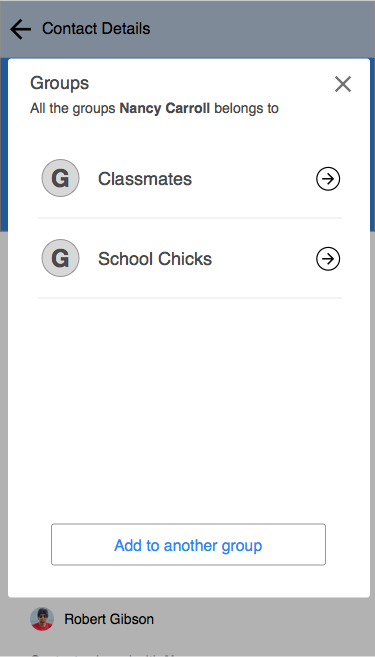 Contact Details
Groups
All the groups Nancy Carroll belongs to
G Classmates
G School Chicks
Add to another group
Robert Gibson